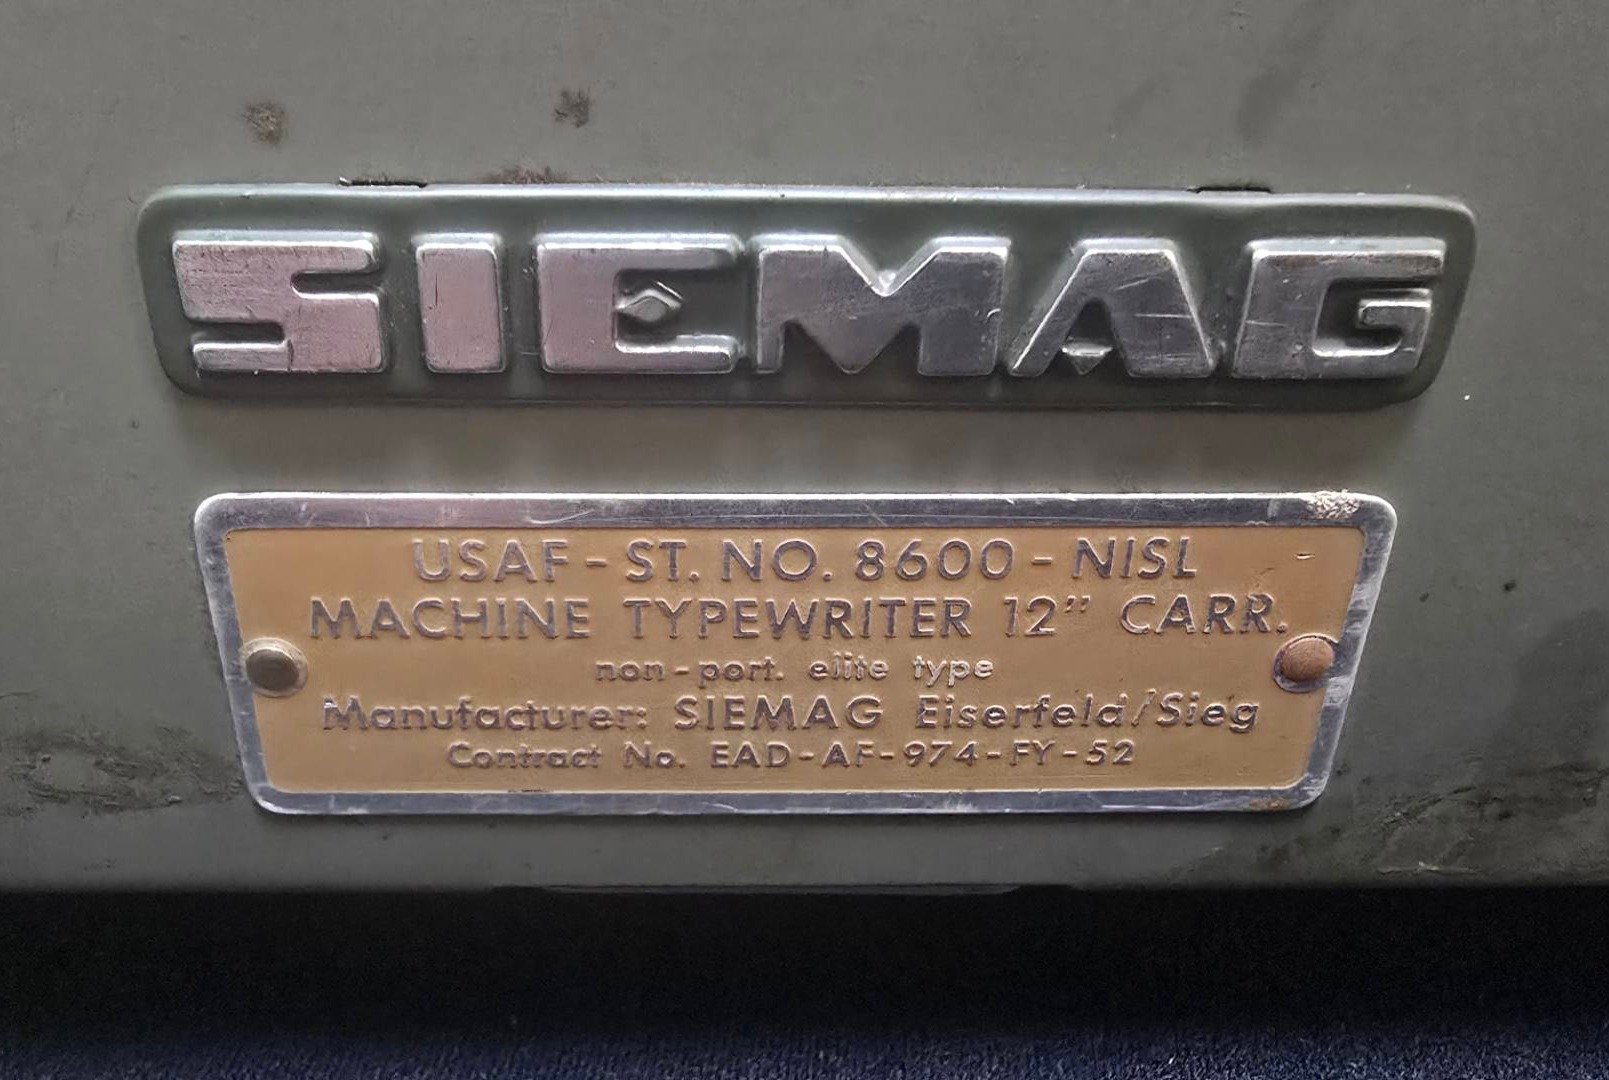 SIEMAG
USAF - ST. NO. 8600 - NISL
MACHINE TYPEWRITER 12" CARR.
non-port. elite type
Manufacturer: SIEMAG Eiserfeld/Sieg
Contract No. EAD-AF-974-FY-52